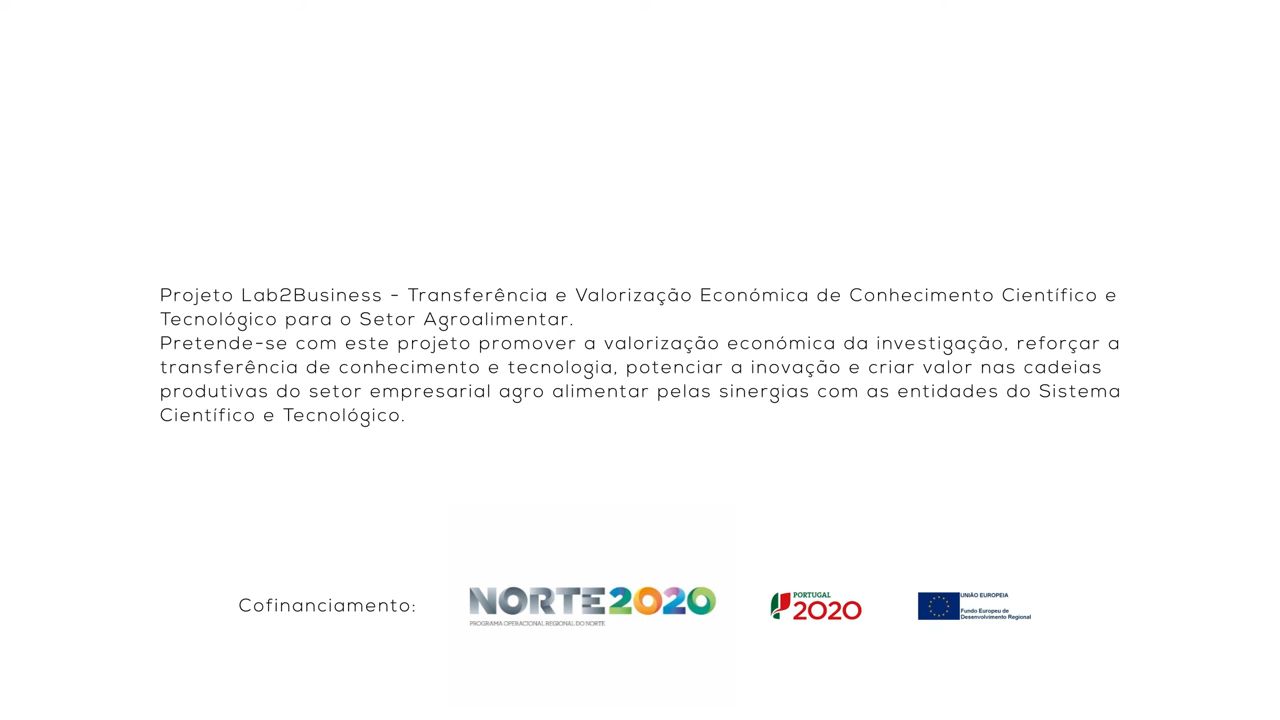 Projeto Lab2Business - Transferência e Valorização Económica de Conhecimento Científico e
Tecnológico para o Setor Agroalimentar.
Pretende-se com este projeto promover a valorização económica da investigação, reforçar a
transferência de conhecimento e tecnologia, potenciar a inovação e criar valor nas cadeias
produtivas do setor empresarial agro alimentar pelas sinergias com as entidades do Sistema
Científico e Tecnológico.
Cofinanciamento:
NORTE2020
PROGRAMA OPERACIONAL REGIONAL DO NORTE
PORTUGAL
2020
UNIÃO EUROPEIA
Fundo Europeu de
Desenvolvimento Regional